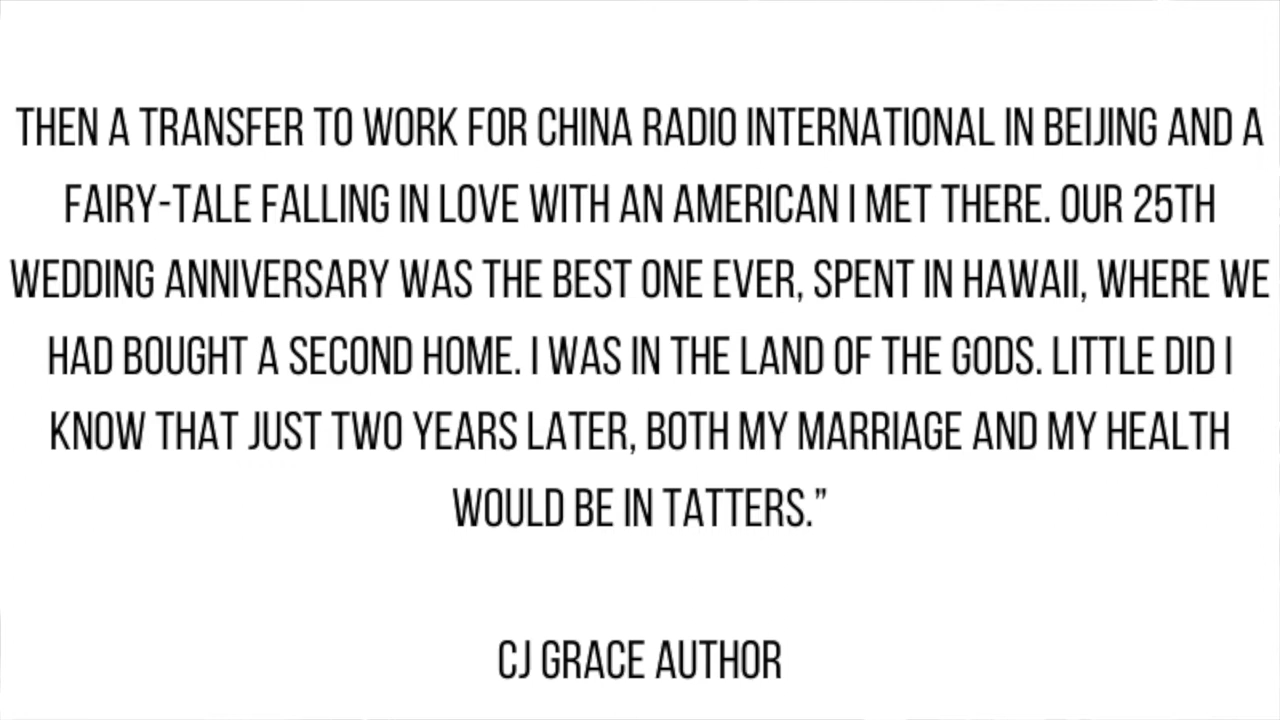 THEN A TRANSFER TO WORK FOR CHINA RADIO INTERNATIONAL IN BEIJING AND A
FAIRY-TALE FALLING IN LOVE WITH AN AMERICAN I MET THERE. OUR 25TH
WEDDING ANNIVERSARY WAS THE BEST ONE EVER, SPENT IN HAWAII, WHERE WE
HAD BOUGHT A SECOND HOME. I WAS IN THE LAND OF THE GODS. LITTLE DID I
KNOW THAT JUST TWO YEARS LATER, BOTH MY MARRIAGE AND MY HEALTH
WOULD BE IN TATTERS.”
CJ GRACE AUTHOR